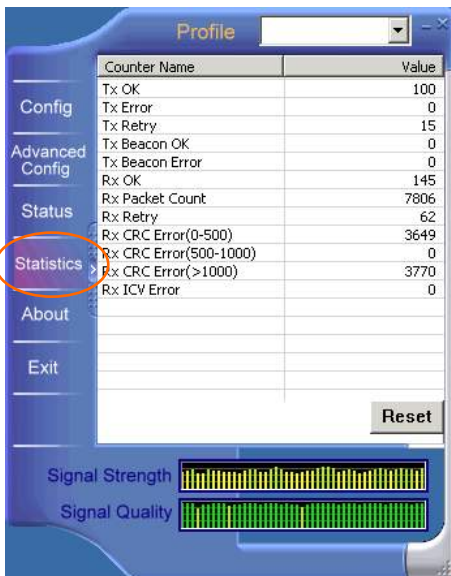 Profile
Config
Advanced
Config
Status
Statistics
About
Exit
Counter Name Value
Tx OK 100
Tx Error 0
Tx Retry 15
Tx Beacon OK 0
Tx Beacon Error 0
Rx OK 145
Rx Packet Count 7806
Rx Retry 62
Rx CRC Error(0-500) 3649
Rx CRC Error(500-1000) 0
Rx CRC Error(>1000) 3770
Rx ICV Error 0
Reset
Signal Strength
Signal Quality